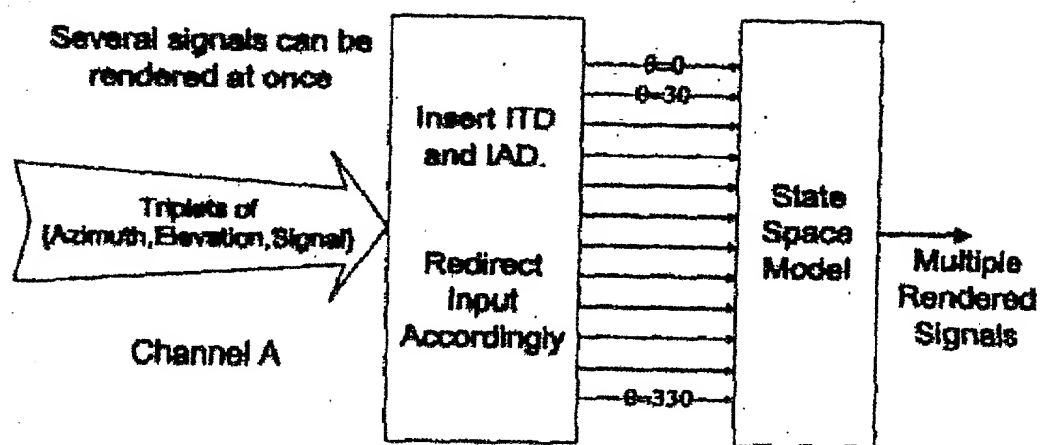 Several signals can be
rendered at once
Triplets of
{Azimuth,Elevation,Signal}
Channel A
Insert ITD
and IAD.
Redirect
Input
Accordingly
θ=0
θ=30
θ=330
State
Space
Model
Multiple
Rendered
Signals